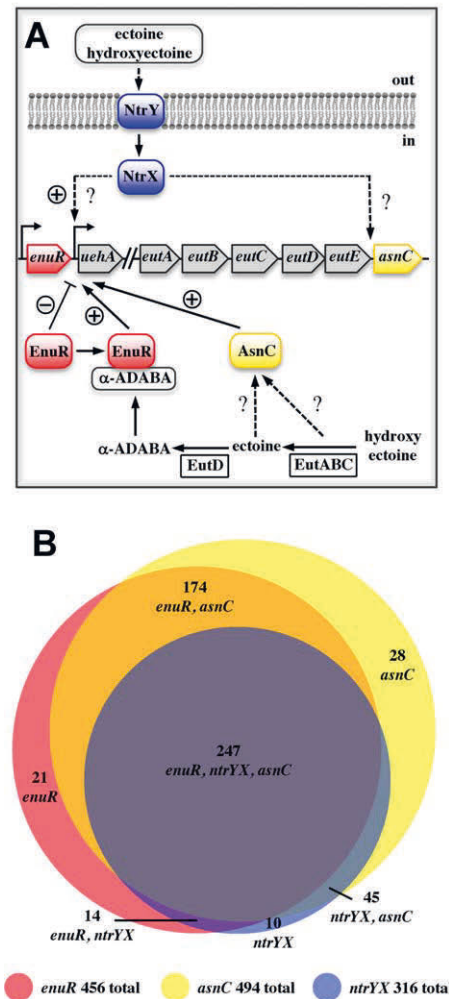 A
ectoine
hydroxyectoine
out
NtrY
in
NtrX
+
?
?
enuR
uehA
//
eutA
eutB
eutC
eutD
eutE
asnC
−
+
+
EnuR
EnuR
α-ADABA
AsnC
?
?
α-ADABA
EutD
ectoine
EutABC
hydroxy
ectoine
B
174
enuR, asnC
28
asnC
247
enuR, ntrYX, asnC
21
enuR
14
enuR, ntrYX
10
ntrYX
45
ntrYX, asnC
enuR 456 total
asnC 494 total
ntrYX 316 total